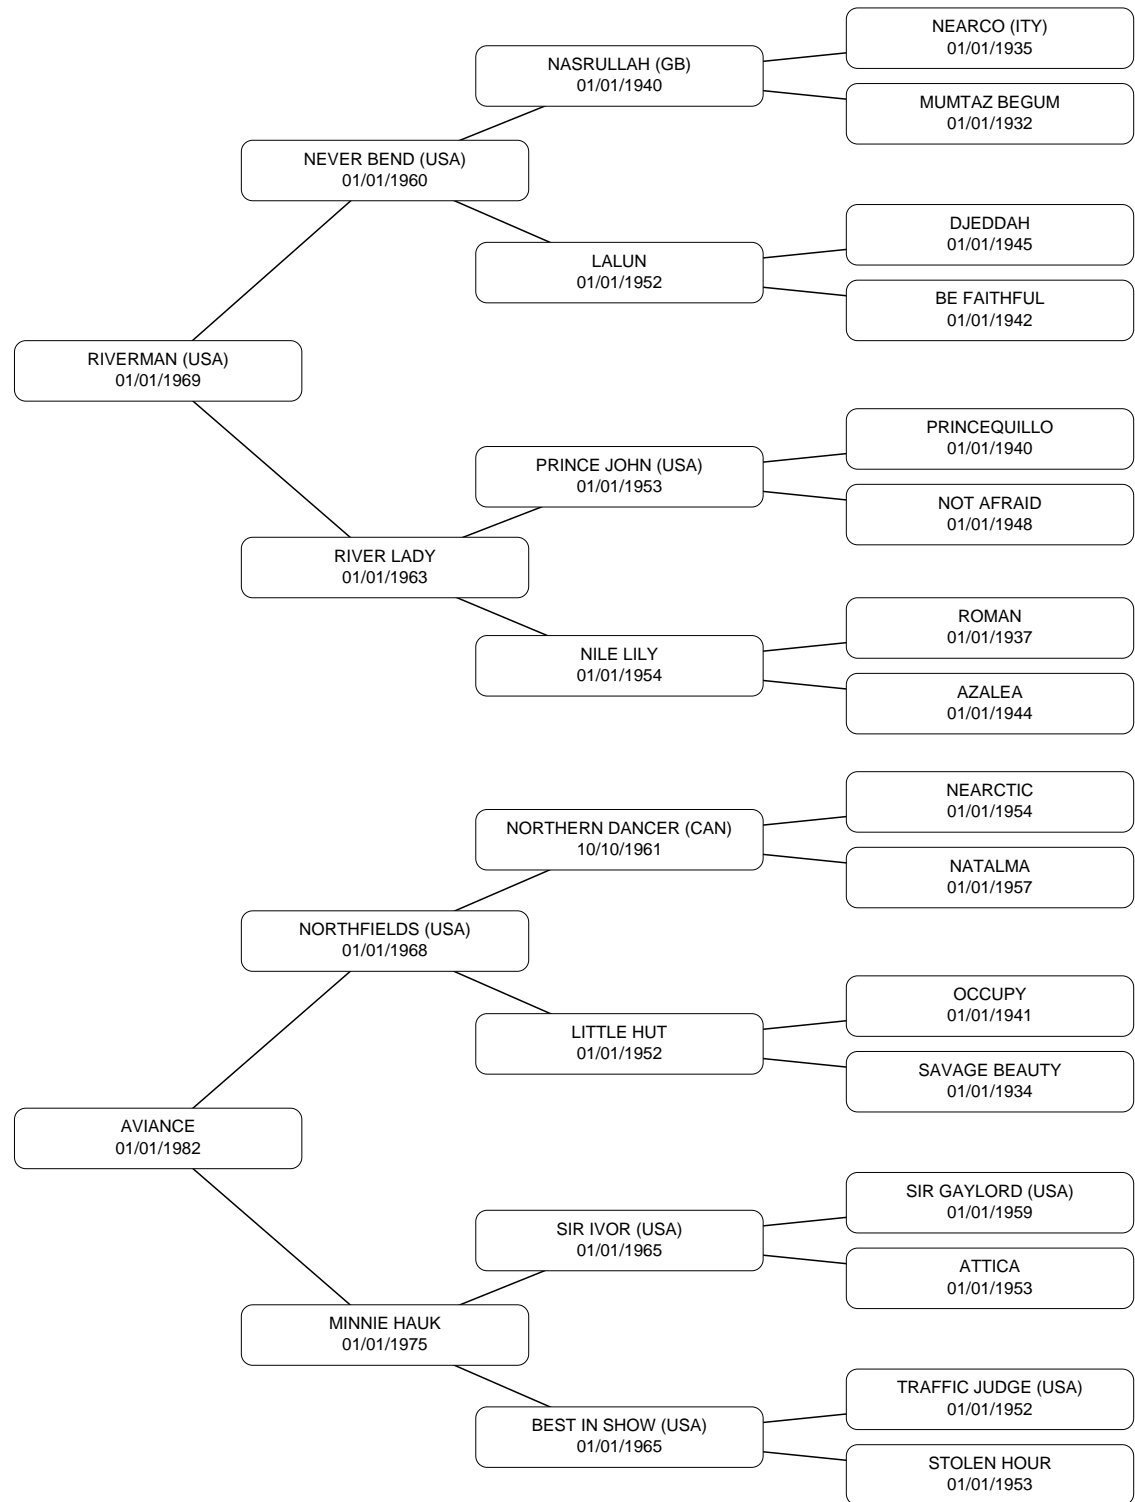 NEARCO (ITY)
01/01/1935
NASRULLAH (GB)
01/01/1940
MUMTAZ BEGUM
01/01/1932
NEVER BEND (USA)
01/01/1960
DJEDDAH
01/01/1945
LALUN
01/01/1952
BE FAITHFUL
01/01/1942
RIVERMAN (USA)
01/01/1969
PRINCEQUILLO
01/01/1940
PRINCE JOHN (USA)
01/01/1953
NOT AFRAID
01/01/1948
RIVER LADY
01/01/1963
ROMAN
01/01/1937
NILE LILY
01/01/1954
AZALEA
01/01/1944
NEARCTIC
01/01/1954
NORTHERN DANCER (CAN)
10/10/1961
NATALMA
01/01/1957
NORTHFIELDS (USA)
01/01/1968
OCCUPY
01/01/1941
LITTLE HUT
01/01/1952
SAVAGE BEAUTY
01/01/1934
AVIANCE
01/01/1982
SIR GAYLORD (USA)
01/01/1959
SIR IVOR (USA)
01/01/1965
ATTICA
01/01/1953
MINNIE HAUK
01/01/1975
TRAFFIC JUDGE (USA)
01/01/1952
BEST IN SHOW (USA)
01/01/1965
STOLEN HOUR
01/01/1953